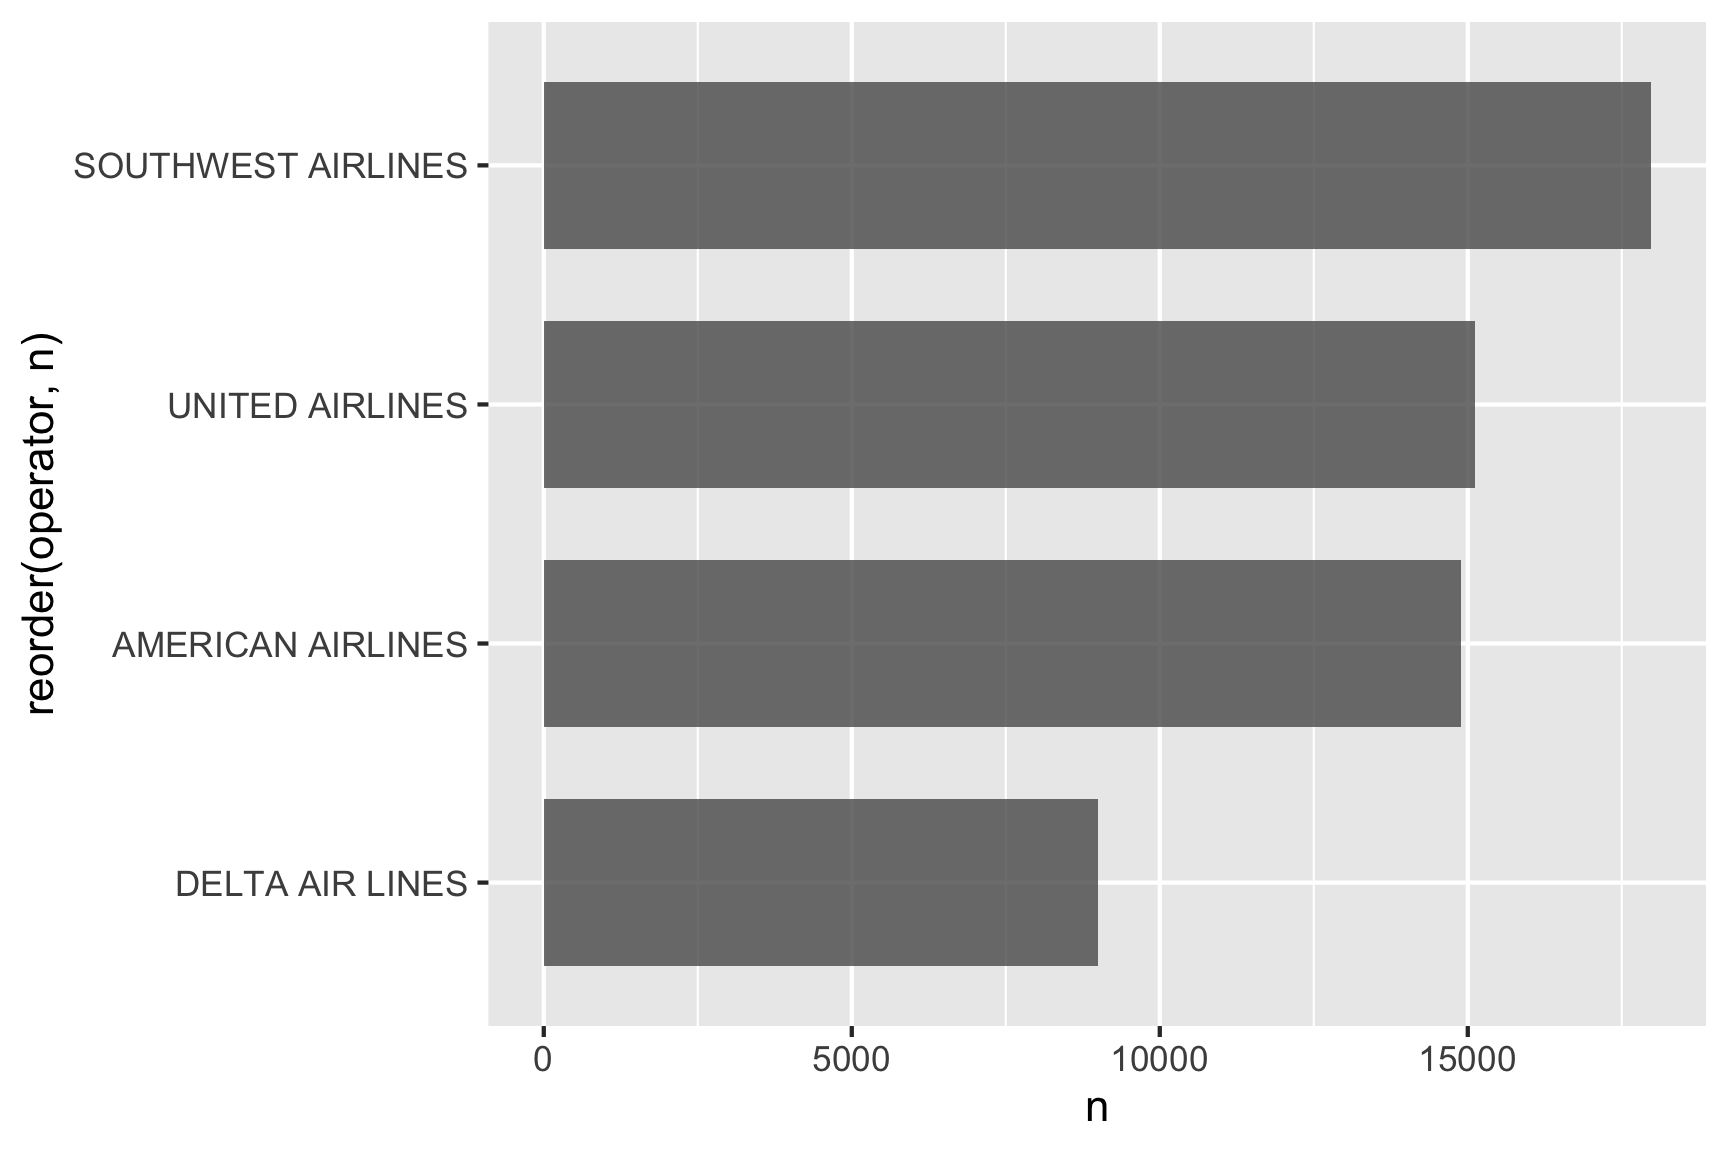 SOUTHWEST AIRLINES
UNITED AIRLINES
AMERICAN AIRLINES
DELTA AIR LINES
reorder(operator, n)
0 5000 10000 15000
n